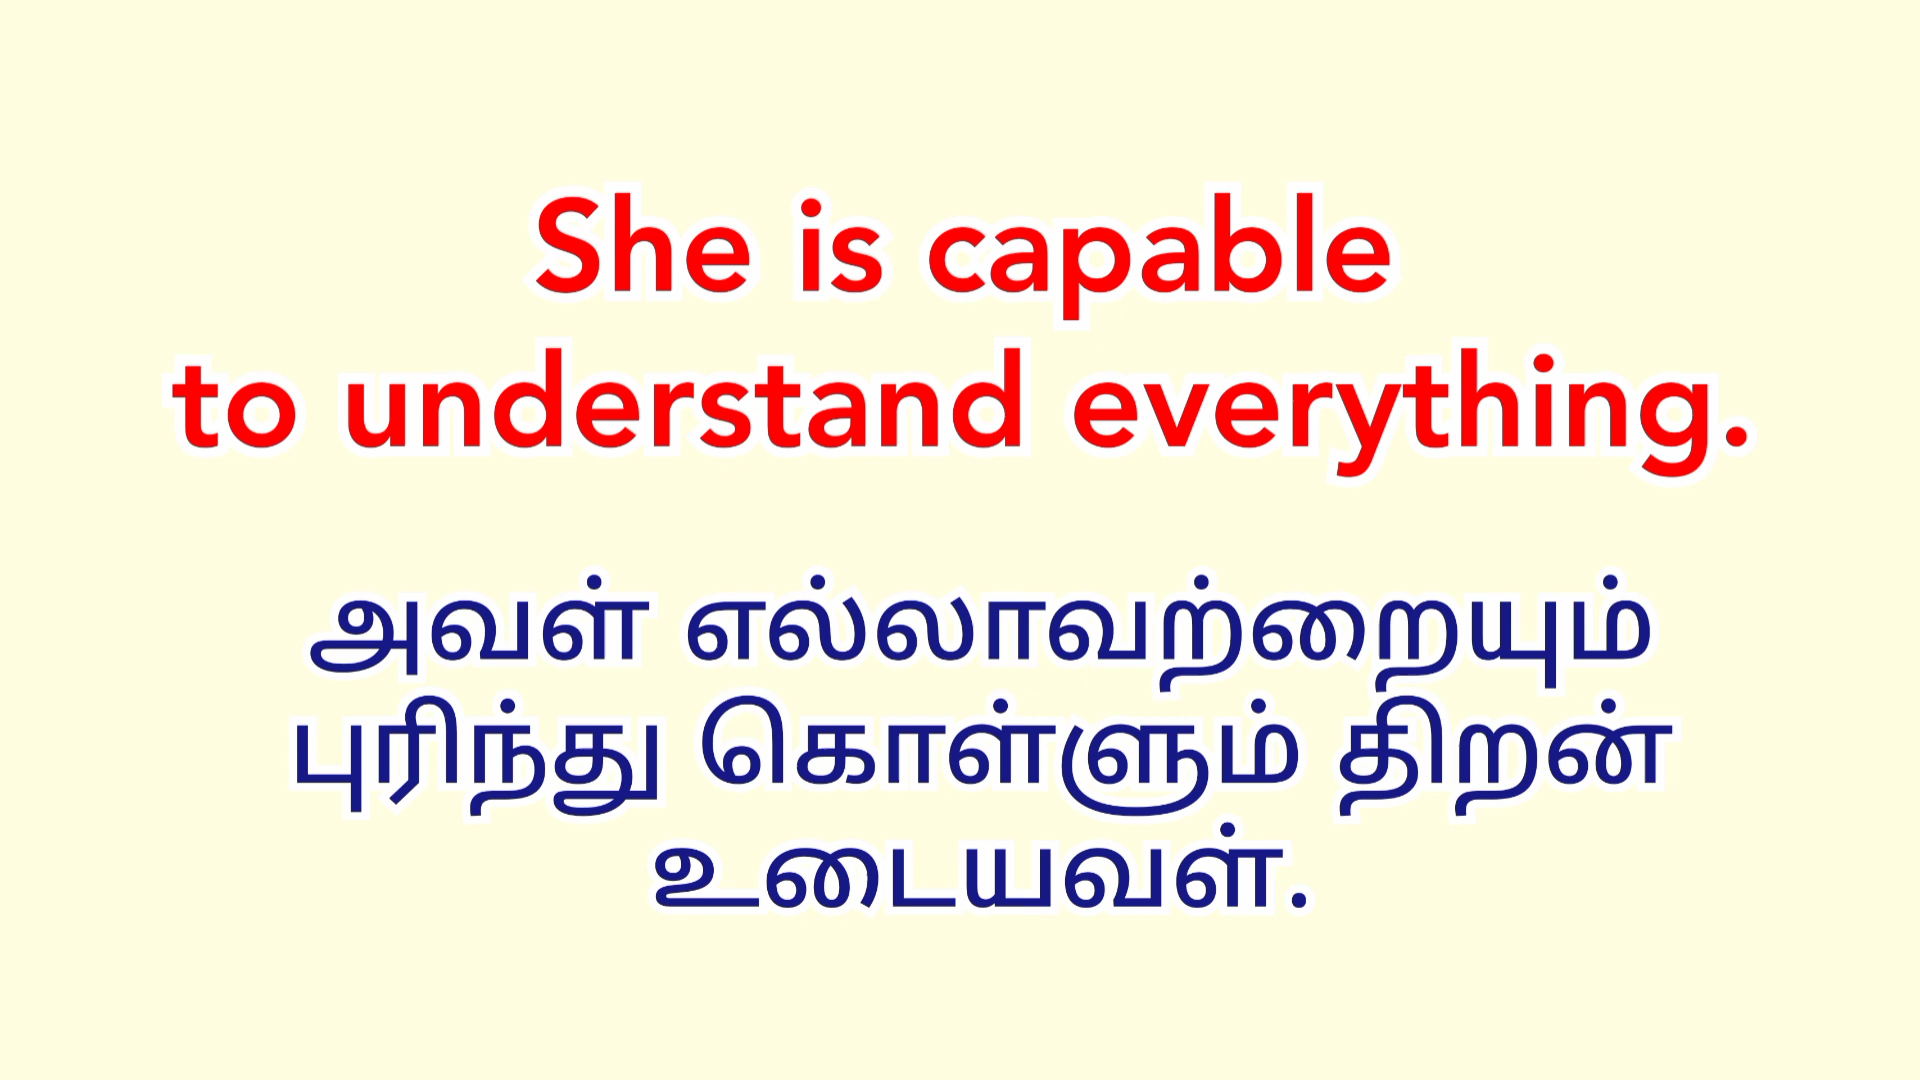 She is capable
to understand everything.
அவள் எல்லாவற்றையும்
புரிந்து கொள்ளும் திறன்
உடையவள்.